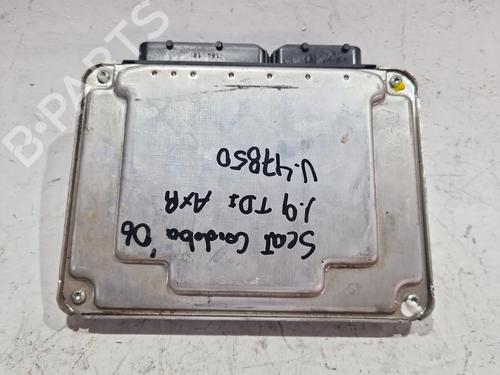 B-PARTS
Seat Cordoba '06
1.9 TDi AXR
V.47850